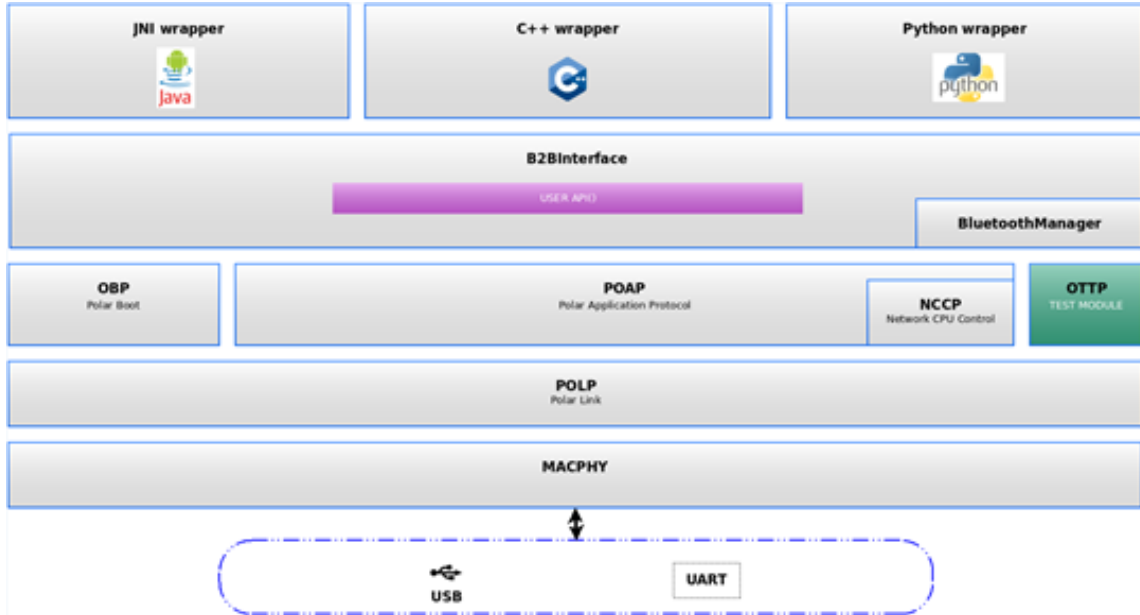 JNI wrapper
Java
C++ wrapper
C++
Python wrapper
python
B2BInterface
USER API()
BluetoothManager
OBP
Polar Boot
POAP
Polar Application Protocol
NCCP
Network CPU Control
OTTP
TEST MODULE
POLP
Polar Link
MACPHY
USB
UART